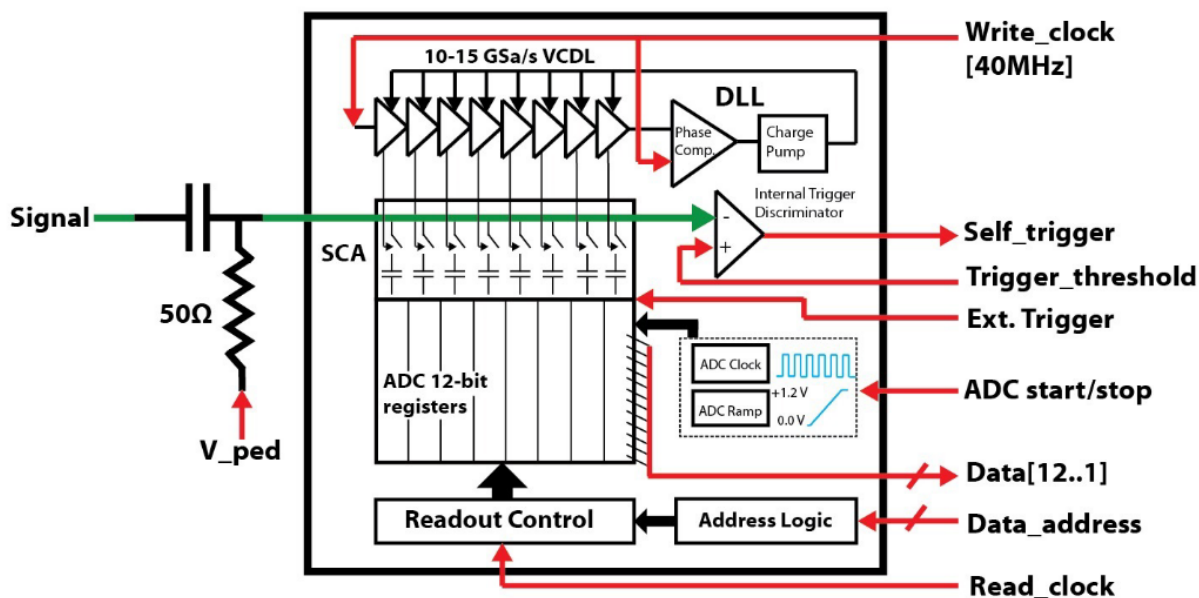 Write_clock
[40MHz]
10-15 GSa/s VCDL
DLL
Phase
Comp.
Charge
Pump
Internal Trigger
Discriminator
Signal
-
+
Self_trigger
SCA
Trigger_threshold
50Ω
Ext. Trigger
ADC 12-bit
registers
ADC Clock
+1.2 V
ADC Ramp
0.0 V
ADC start/stop
V_ped
Data[12..1]
Readout Control
Address Logic
Data_address
Read_clock